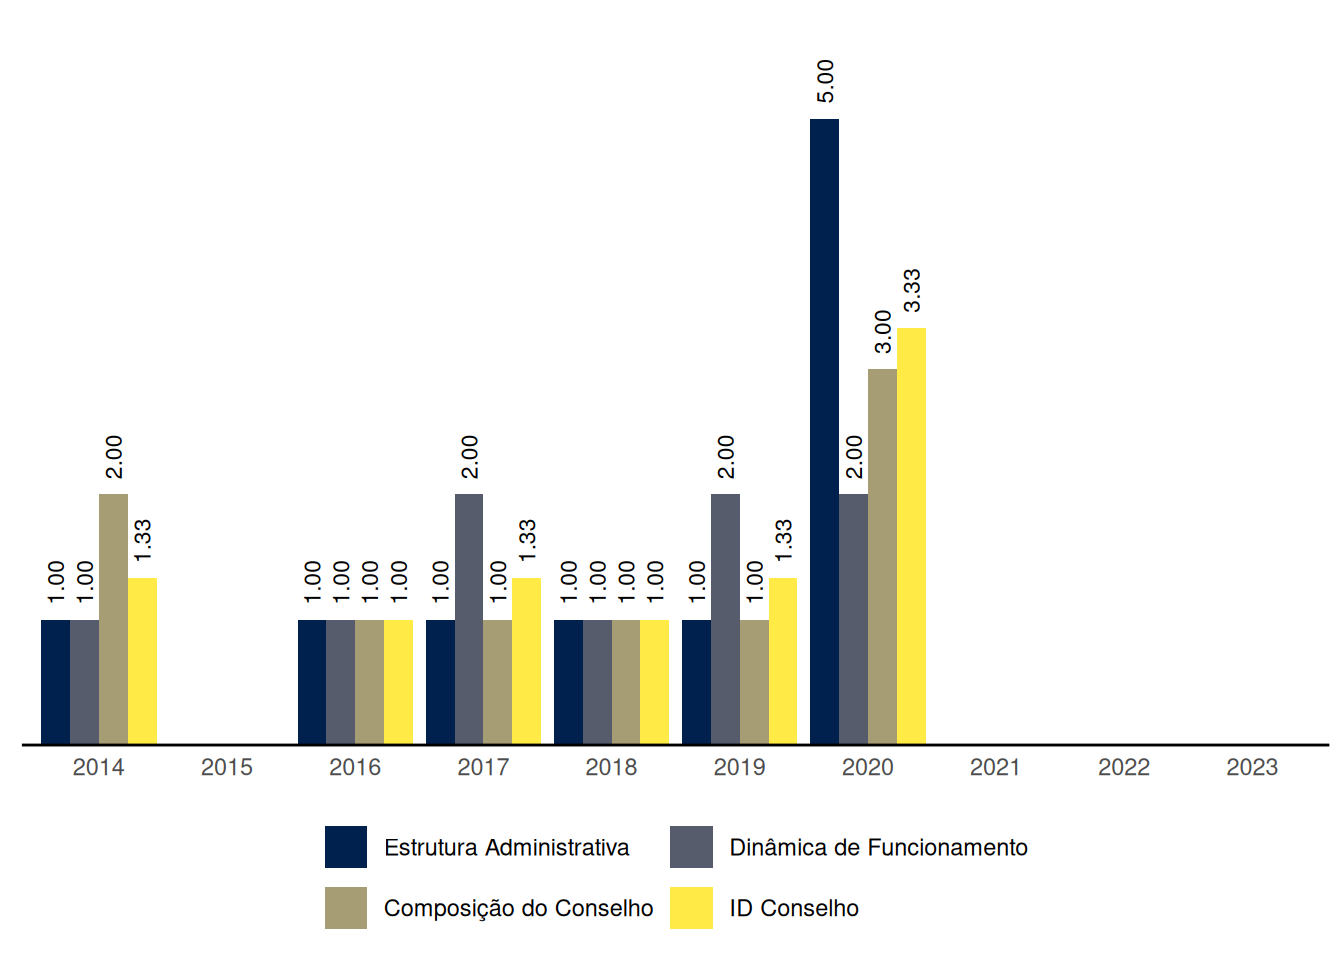 5.00
3.33
3.00
2.00 2.00 2.00 2.00
1.33 1.33 1.33
1.00 1.00 1.00 1.00 1.00 1.00 1.00 1.00 1.00 1.00 1.00 1.00 1.00 1.00
2014 2015 2016 2017 2018 2019 2020 2021 2022 2023
Estrutura Administrativa Dinâmica de Funcionamento
Composição do Conselho ID Conselho